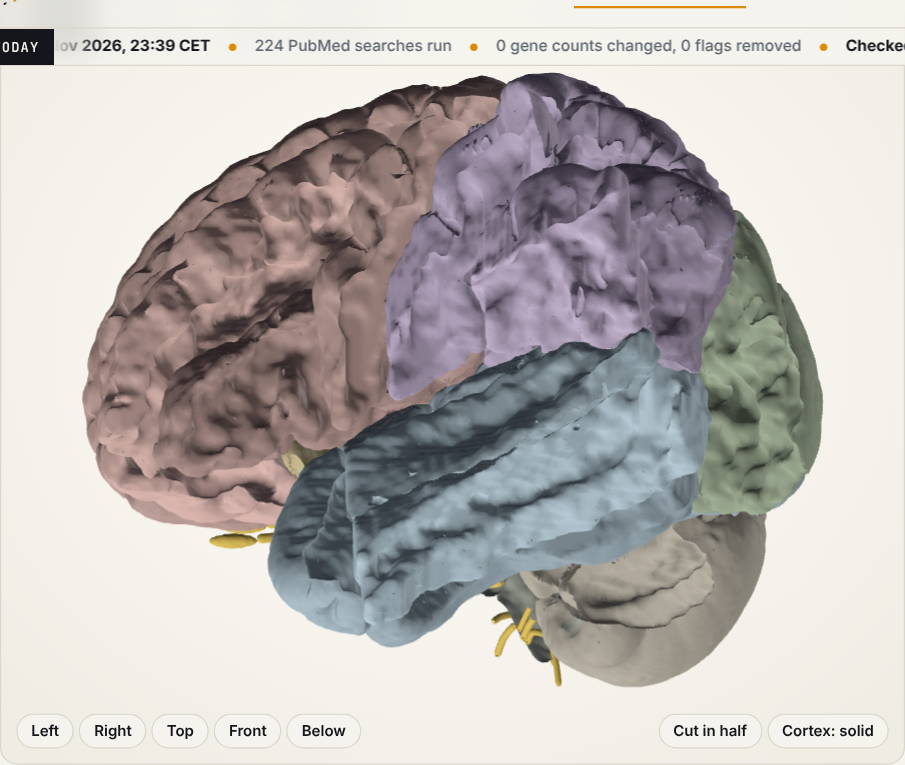 ODAY
ov 2026, 23:39 CET • 224 PubMed searches run • 0 gene counts changed, 0 flags removed • Checke
Left Right Top Front Below Cut in half Cortex: solid